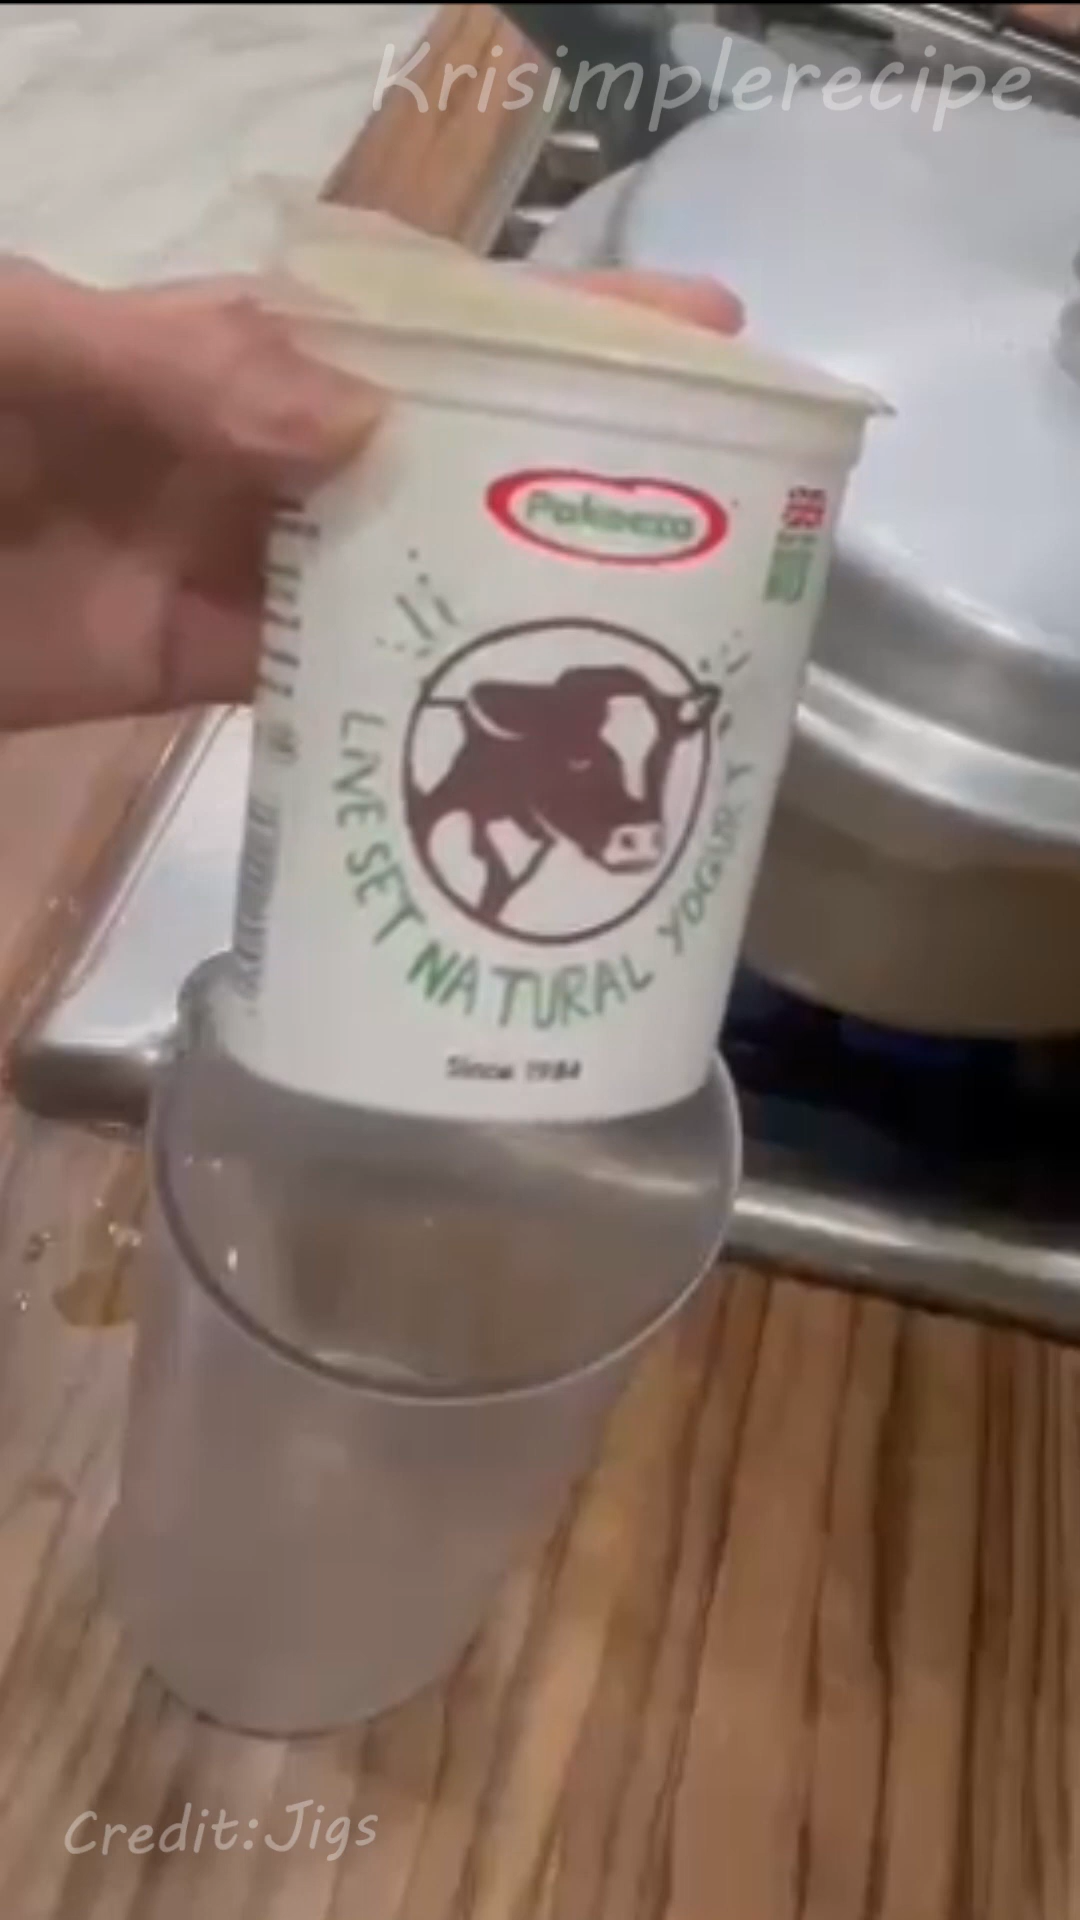 Krisimplerecipe
Pakeeza
LIVE SET NATURAL YOGURT
Since 1984
Credit:Jigs